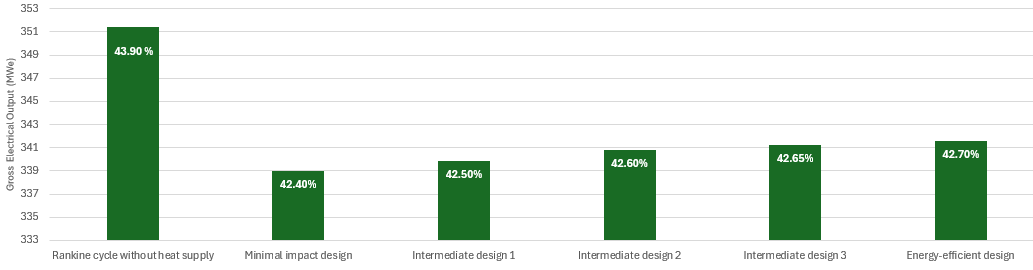 353
351
349
347
345
343
341
339
337
335
333
Gross Electrical Output (MWe)
43.90 %
42.40%
42.50%
42.60%
42.65%
42.70%
Rankine cycle without heat supply
Minimal impact design
Intermediate design 1
Intermediate design 2
Intermediate design 3
Energy-efficient design